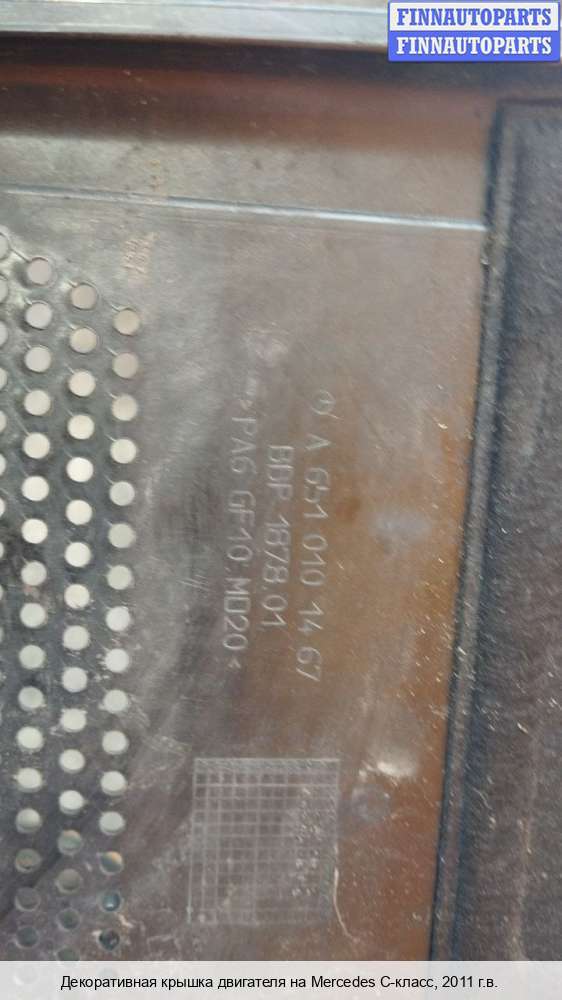 FINNAUTOPARTS
FINNAUTOPARTS
A 651 010 14 67
BDP 1878.01
PA6 GF10 MD20<
Декоративная крышка двигателя на Mercedes C-класс, 2011 г.в.